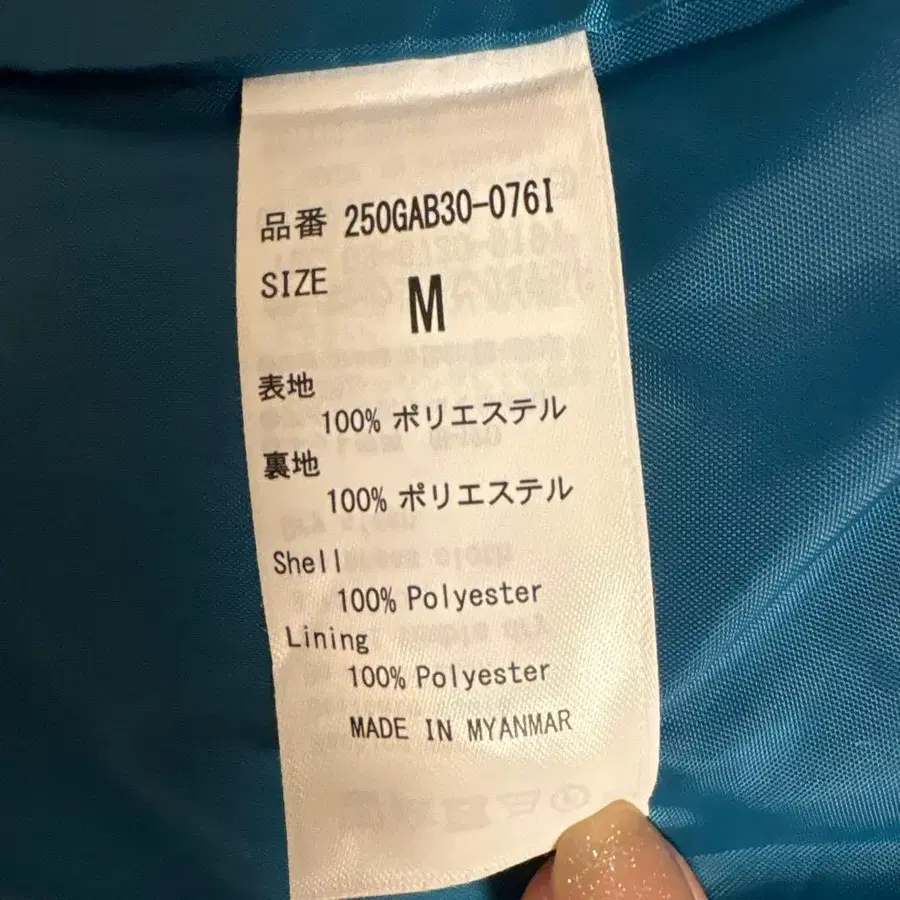 品番 250GAB30-076I
SIZE
M
表地
100% ポリエステル
裏地
100% ポリエステル
Shell
100% Polyester
Lining
100% Polyester
MADE IN MYANMAR